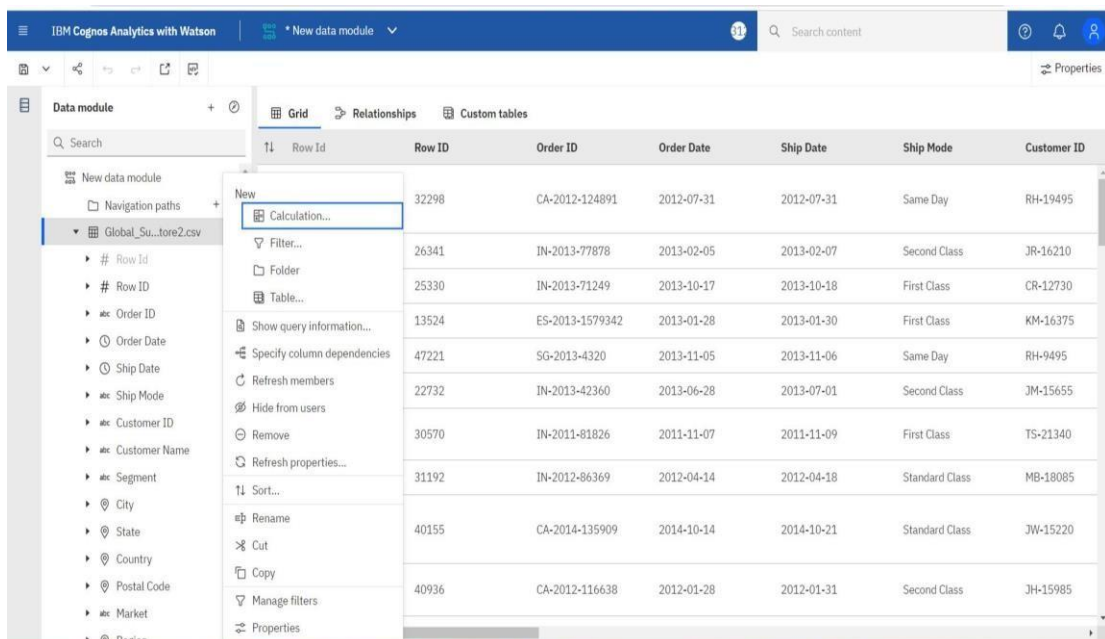 IBM Cognos Analytics with Watson
* New data module
Search content
Properties
Data module
Grid
Relationships
Custom tables
Search
Row Id
Row ID
Order ID
Order Date
Ship Date
Ship Mode
Customer ID
New data module
Navigation paths
Global_Su...tore2.csv
# Row Id
# Row ID
abc Order ID
Order Date
Ship Date
abc Ship Mode
abc Customer ID
abc Customer Name
abc Segment
City
State
Country
Postal Code
abc Market
New
Calculation...
Filter...
Folder
Table...
Show query information...
Specify column dependencies
Refresh members
Hide from users
Remove
Refresh properties...
Sort...
Rename
Cut
Copy
Manage filters
Properties
32298 CA-2012-124891 2012-07-31 2012-07-31 Same Day RH-19495
26341 IN-2013-77878 2013-02-05 2013-02-07 Second Class JR-16210
25330 IN-2013-71249 2013-10-17 2013-10-18 First Class CR-12730
13524 ES-2013-1579342 2013-01-28 2013-01-30 First Class KM-16375
47221 SG-2013-4320 2013-11-05 2013-11-06 Same Day RH-9495
22732 IN-2013-42360 2013-06-28 2013-07-01 Second Class JM-15655
30570 IN-2011-81826 2011-11-07 2011-11-09 First Class TS-21340
31192 IN-2012-86369 2012-04-14 2012-04-18 Standard Class MB-18085
40155 CA-2014-135909 2014-10-14 2014-10-21 Standard Class JW-15220
40936 CA-2012-116638 2012-01-28 2012-01-31 Second Class JH-15985